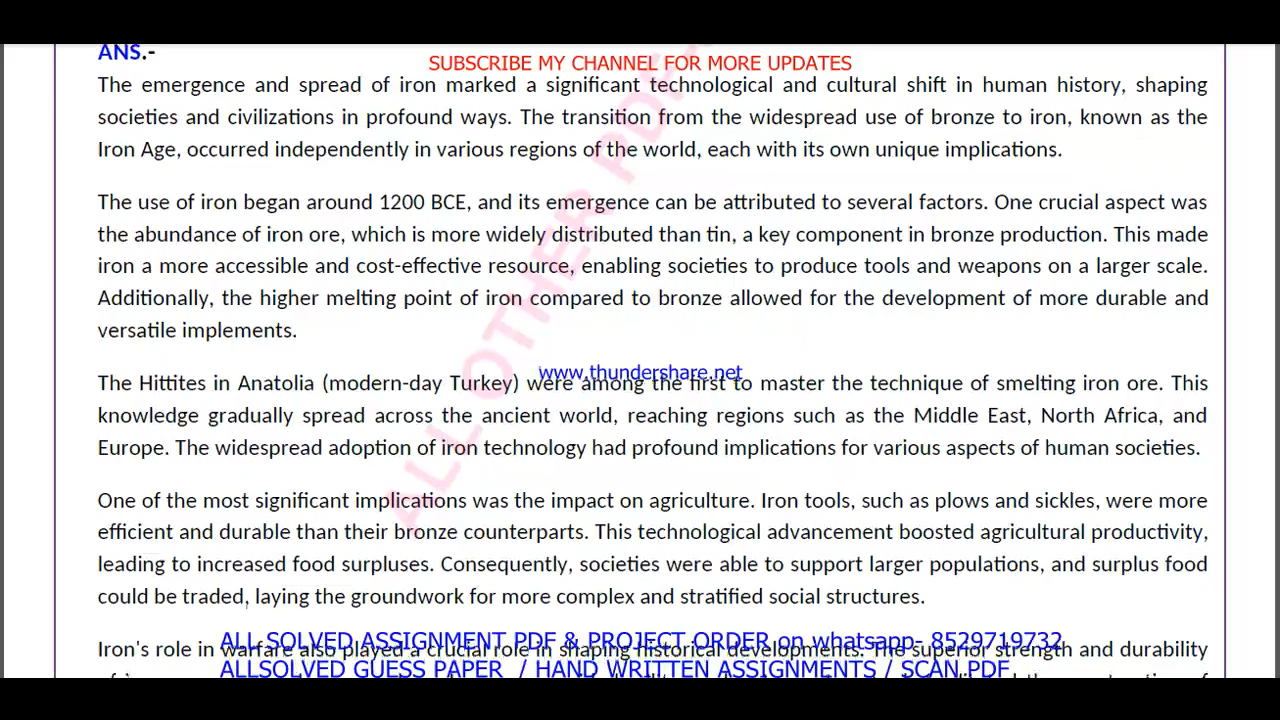 ANS.-
SUBSCRIBE MY CHANNEL FOR MORE UPDATES
The emergence and spread of iron marked a significant technological and cultural shift in human history, shaping
societies and civilizations in profound ways. The transition from the widespread use of bronze to iron, known as the
Iron Age, occurred independently in various regions of the world, each with its own unique implications.
The use of iron began around 1200 BCE, and its emergence can be attributed to several factors. One crucial aspect was
the abundance of iron ore, which is more widely distributed than tin, a key component in bronze production. This made
iron a more accessible and cost-effective resource, enabling societies to produce tools and weapons on a larger scale.
Additionally, the higher melting point of iron compared to bronze allowed for the development of more durable and
versatile implements.
www.thundershare.net
The Hittites in Anatolia (modern-day Turkey) were among the first to master the technique of smelting iron ore. This
knowledge gradually spread across the ancient world, reaching regions such as the Middle East, North Africa, and
Europe. The widespread adoption of iron technology had profound implications for various aspects of human societies.
One of the most significant implications was the impact on agriculture. Iron tools, such as plows and sickles, were more
efficient and durable than their bronze counterparts. This technological advancement boosted agricultural productivity,
leading to increased food surpluses. Consequently, societies were able to support larger populations, and surplus food
could be traded, laying the groundwork for more complex and stratified social structures.
ALL SOLVED ASSIGNMENT PDF & PROJECT ORDER on whatsapp- 8529719732
Iron's role in warfare also played a crucial role in shaping historical developments. The superior strength and durability
ALLSOLVED GUESS PAPER / HAND WRITTEN ASSIGNMENTS / SCAN PDF
ALL OTHER PDF